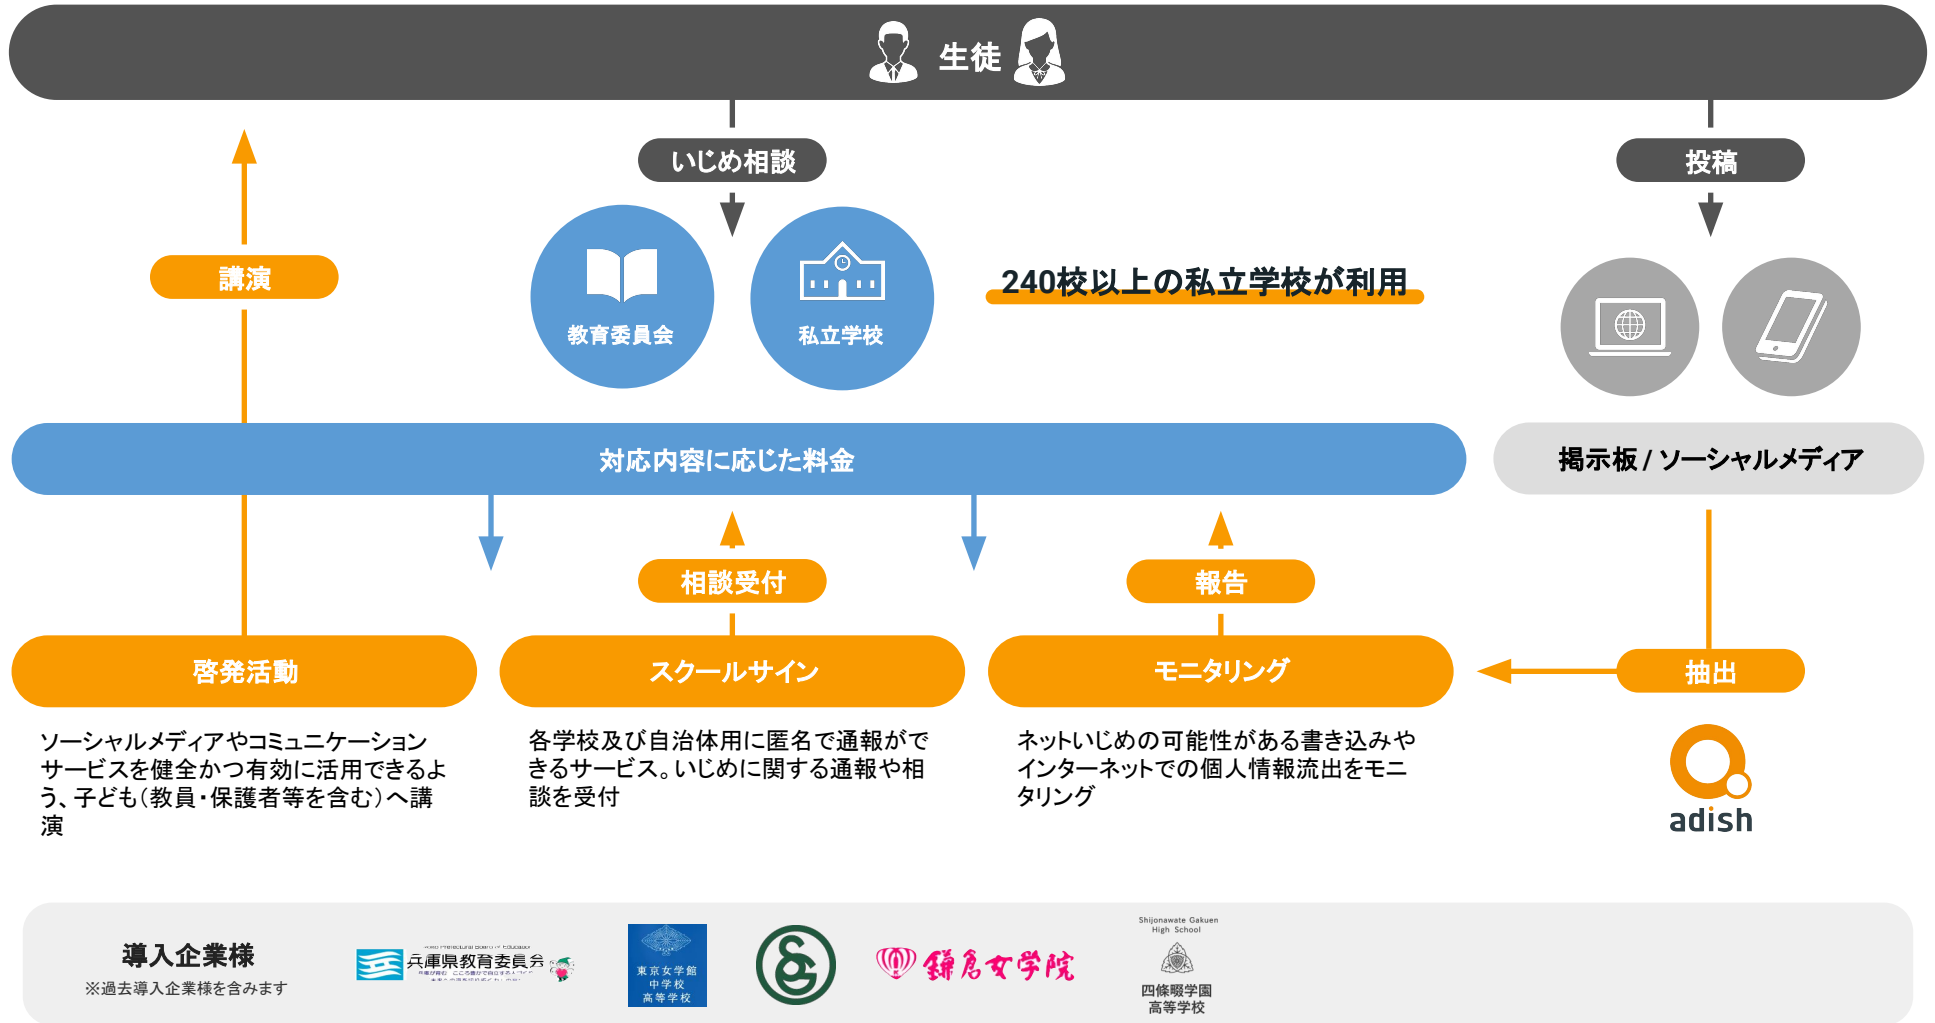 生徒
いじめ相談
投稿
講演
教育委員会
私立学校
240校以上の私立学校が利用
対応内容に応じた料金
掲示板 / ソーシャルメディア
相談受付
報告
啓発活動
スクールサイン
モニタリング
抽出
ソーシャルメディアやコミュニケーション
サービスを健全かつ有効に活用できるよ
う、子ども（教員・保護者等を含む）へ講
演
各学校及び自治体用に匿名で通報がで
きるサービス。いじめに関する通報や相
談を受付
ネットいじめの可能性がある書き込みや
インターネットでの個人情報流出をモニ
タリング
adish
導入企業様
※過去導入企業様を含みます
兵庫県教育委員会
東京女学館
中学校
高等学校
鎌倉女学院
Shijonawate Gakuen
High School
四條畷学園
高等学校